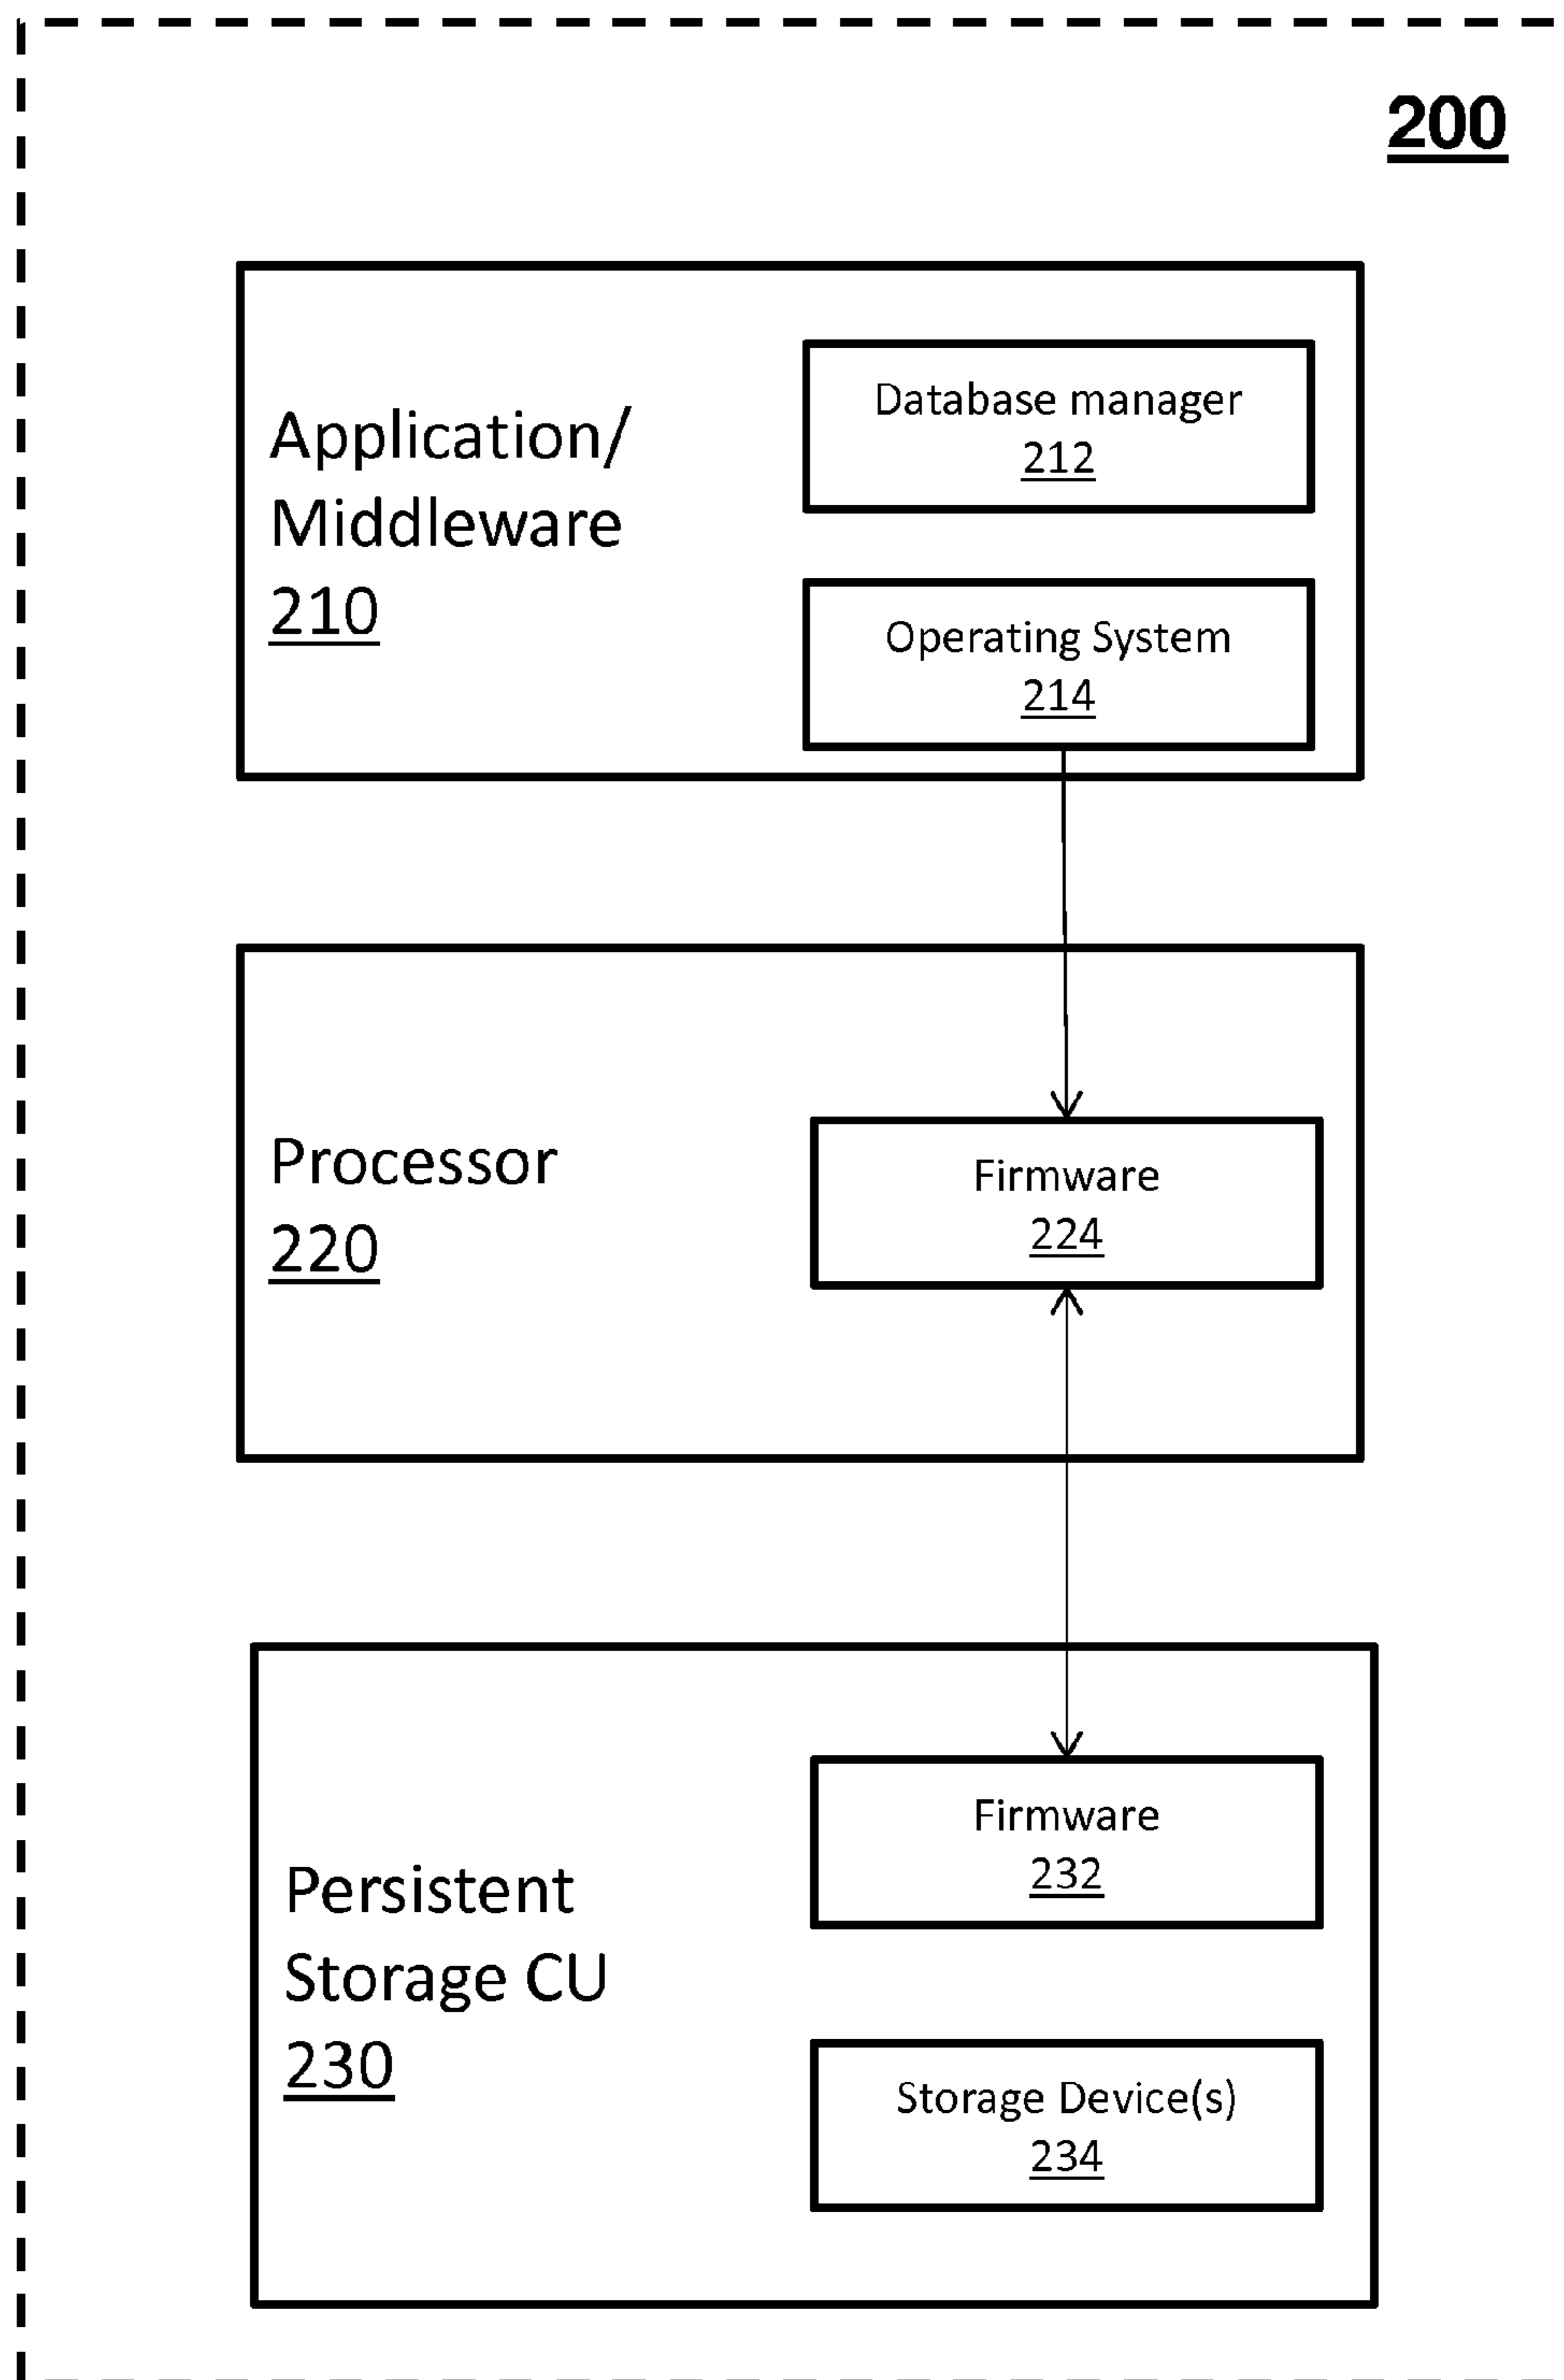 200
Application/
Middleware
210
Database manager
212
Operating System
214
Processor
220
Firmware
224
Persistent
Storage CU
230
Firmware
232
Storage Device(s)
234